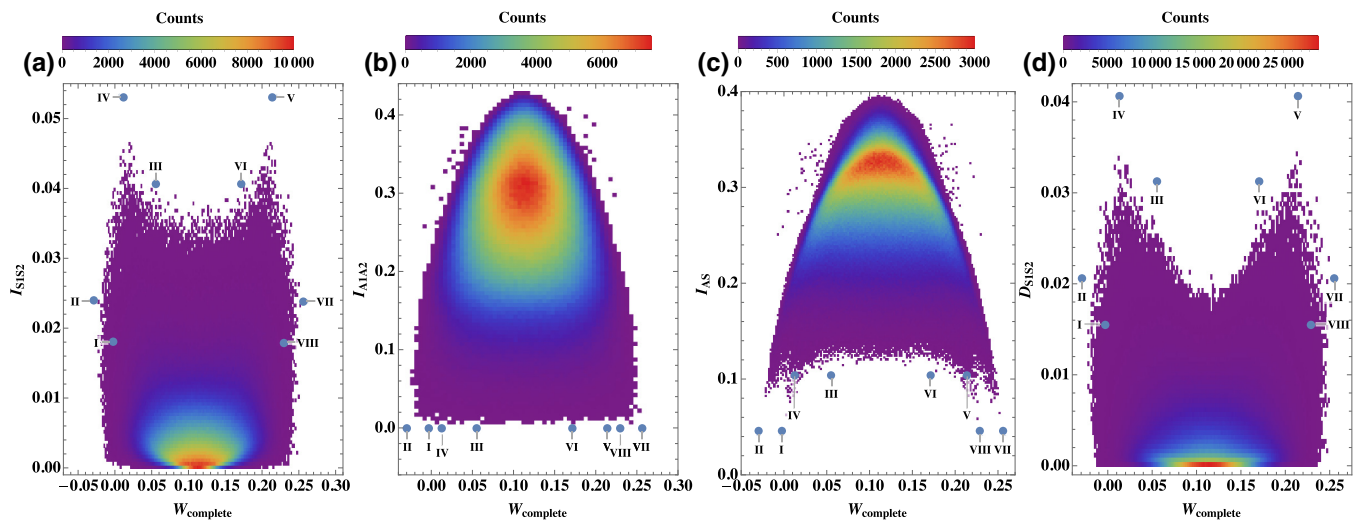 Counts
0 2000 4000 6000 8000 10 000
(a)
0.05
0.04
0.03
0.02
0.01
0.00
I_S1S2
−0.05 0.00 0.05 0.10 0.15 0.20 0.25 0.30
W_complete
IV V
III VI
II VII
I VIII
Counts
0 2000 4000 6000
(b)
0.4
0.3
0.2
0.1
0.0
I_A1A2
0.00 0.05 0.10 0.15 0.20 0.25 0.30
W_complete
II I IV III VI V VIII VII
Counts
0 500 1000 1500 2000 2500 3000
(c)
0.4
0.3
0.2
0.1
0.0
I_AS
−0.05 0.00 0.05 0.10 0.15 0.20 0.25
W_complete
IV III VI V
II I VIII VII
Counts
0 5000 10 000 15 000 20 000 25 000
(d)
0.04
0.03
0.02
0.01
0.00
D_S1S2
0.00 0.05 0.10 0.15 0.20 0.25
W_complete
IV V
III VI
II VII
I VIII